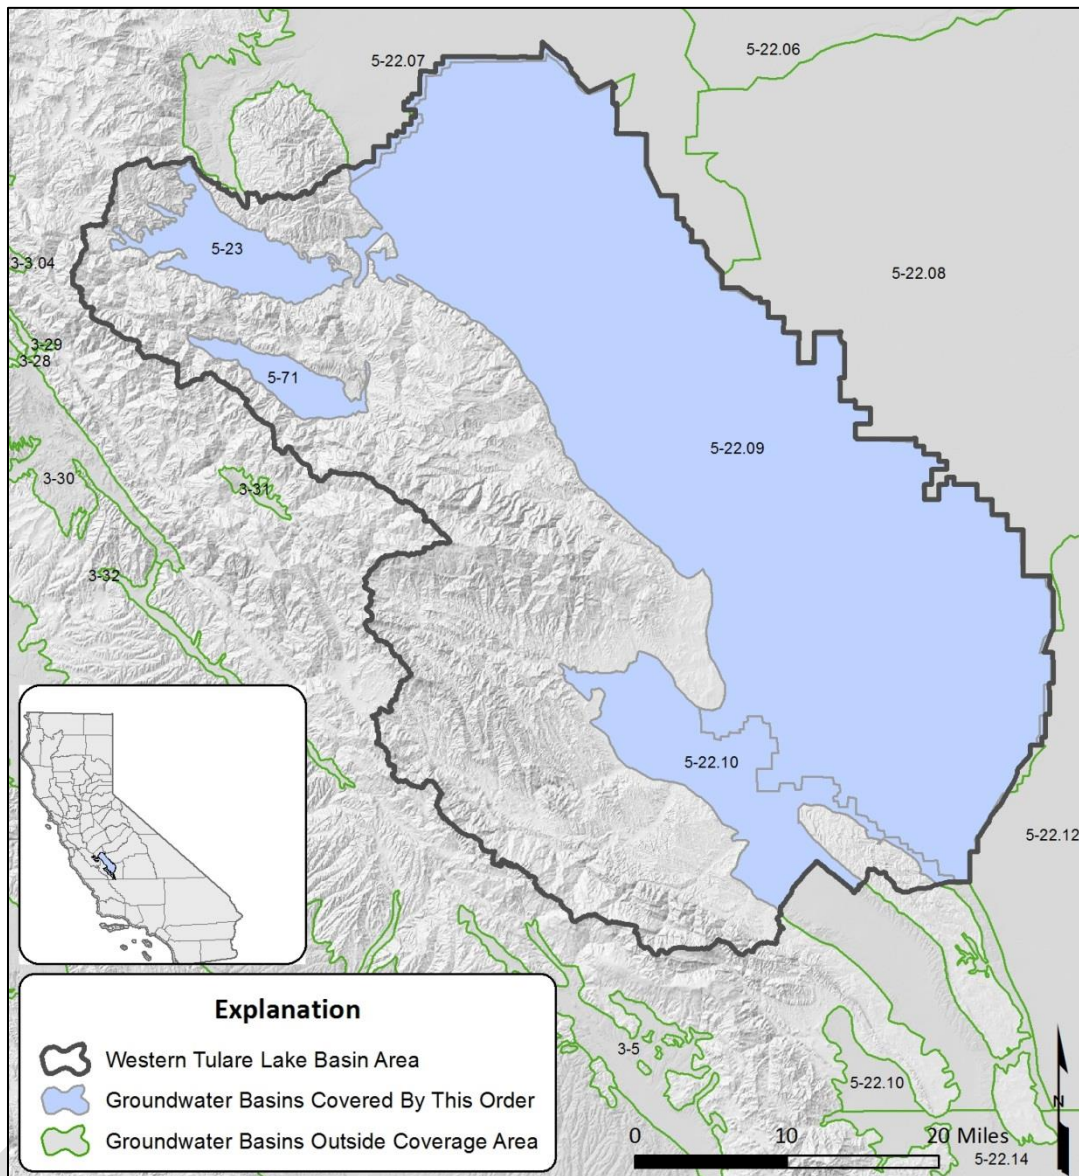 5-22.06
5-22.07
5-23
5-22.08
3-3.04
3-29
3-28
5-71
5-22.09
3-30
3-31
3-32
5-22.10
5-22.12
Explanation
Western Tulare Lake Basin Area
Groundwater Basins Covered By This Order
Groundwater Basins Outside Coverage Area
3-5
5-22.10
N
0 10 20 Miles
5-22.14